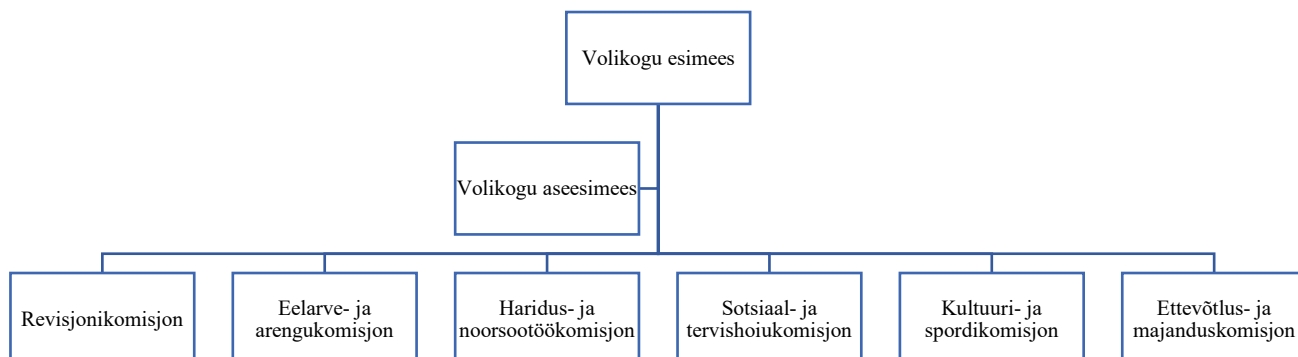 Volikogu esimees
Volikogu aseesimees
Revisjonikomisjon
Eelarve- ja
arengukomisjon
Haridus- ja
noorsootöökomisjon
Sotsiaal- ja
tervishoiukomisjon
Kultuuri- ja
spordikomisjon
Ettevõtlus- ja
majanduskomisjon